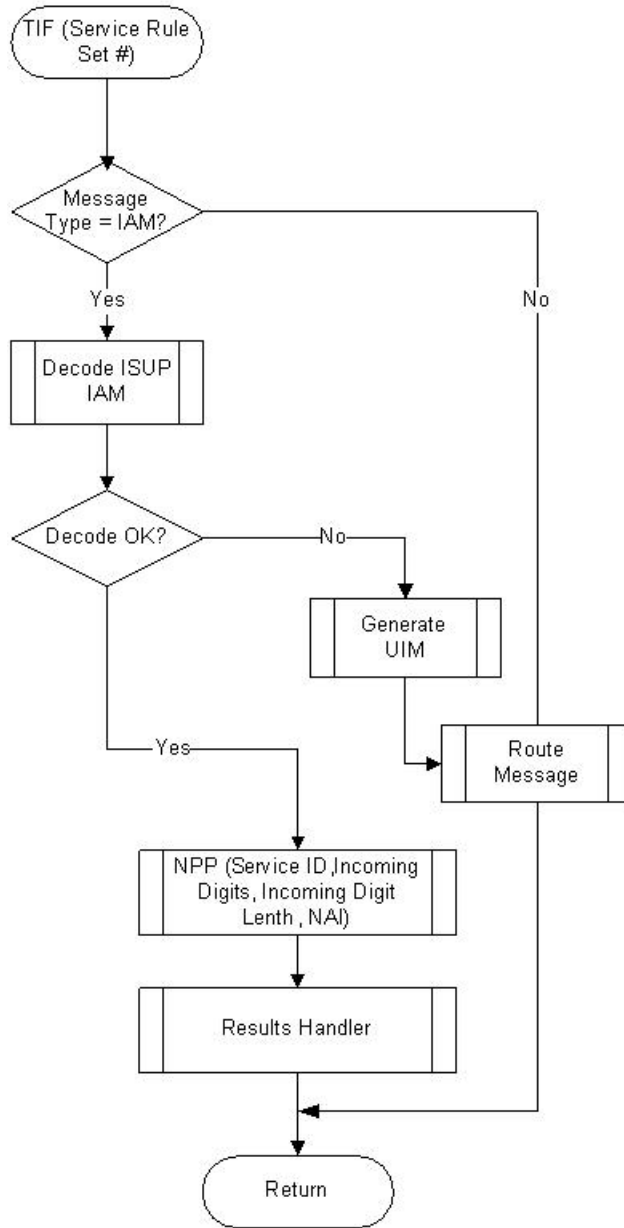 TIF (Service Rule
Set #)
Message
Type = IAM?
Yes
No
Decode ISUP
IAM
Decode OK?
No
Generate
UIM
Yes
Route
Message
NPP (Service ID,Incoming
Digits, Incoming Digit
Lenth , NAI)
Results Handler
Return